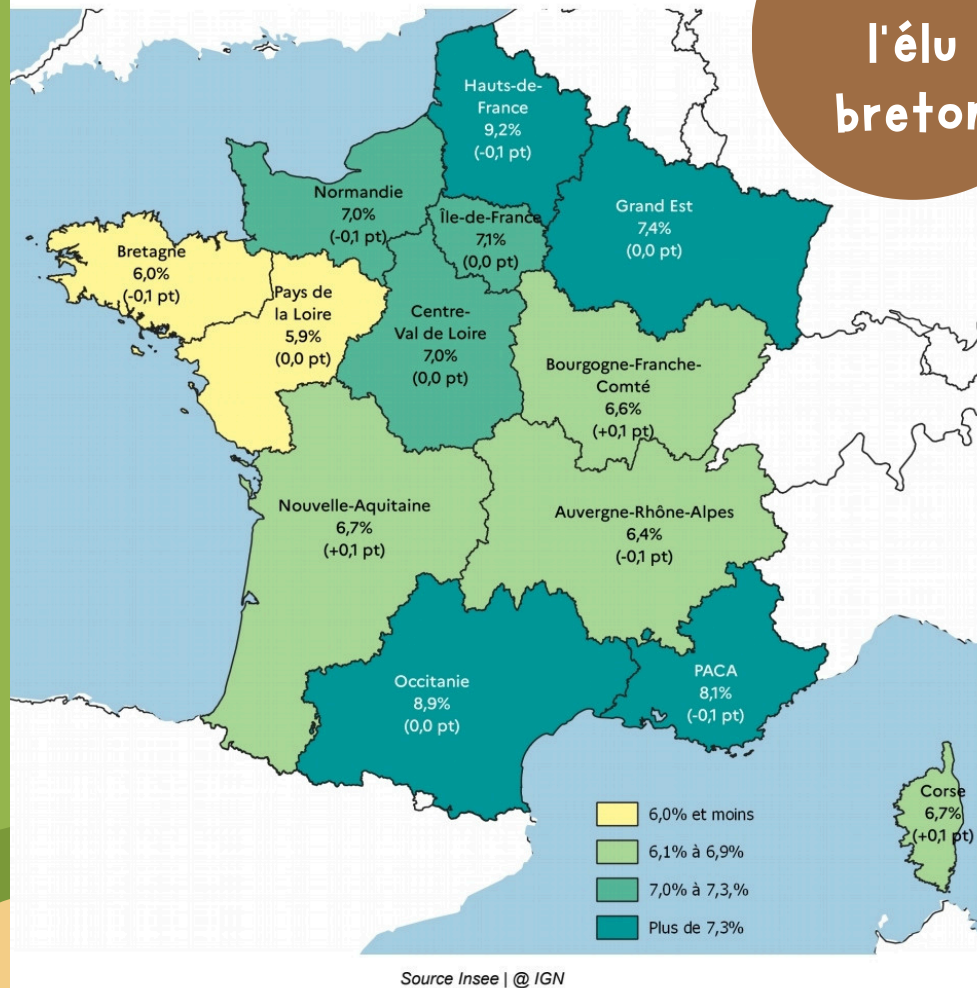 l'élu
breton
Hauts-de-
France
9,2%
(-0,1 pt)
Normandie
7,0%
(-0,1 pt)
Île-de-France
7,1%
(0,0 pt)
Grand Est
7,4%
(0,0 pt)
Bretagne
6,0%
(-0,1 pt)
Pays de
la Loire
5,9%
(0,0 pt)
Centre-
Val de Loire
7,0%
(0,0 pt)
Bourgogne-Franche-
Comté
6,6%
(+0,1 pt)
Nouvelle-Aquitaine
6,7%
(+0,1 pt)
Auvergne-Rhône-Alpes
6,4%
(-0,1 pt)
Occitanie
8,9%
(0,0 pt)
PACA
8,1%
(-0,1 pt)
Corse
6,7%
(+0,1 pt)
6,0% et moins
6,1% à 6,9%
7,0% à 7,3,%
Plus de 7,3%
Source Insee | @ IGN